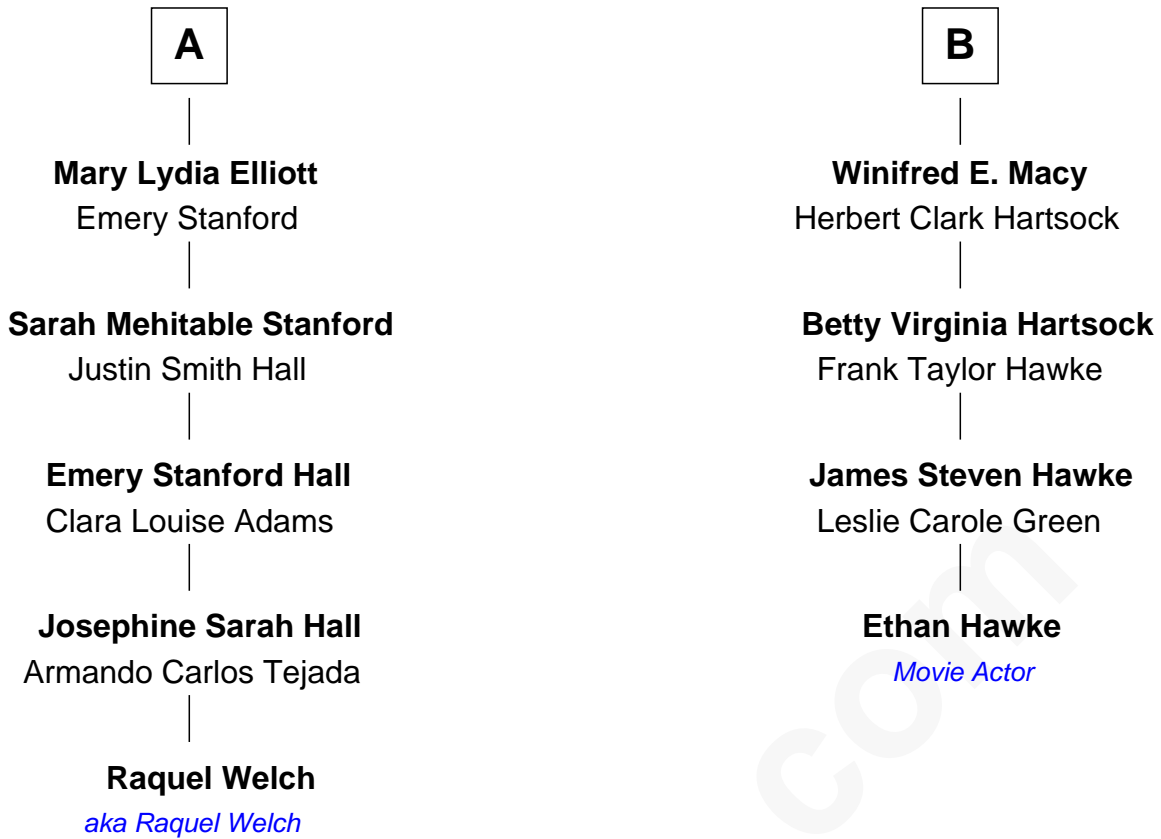 A
Mary Lydia Elliott
Emery Stanford
Sarah Mehitable Stanford
Justin Smith Hall
Emery Stanford Hall
Clara Louise Adams
Josephine Sarah Hall
Armando Carlos Tejada
Raquel Welch
aka Raquel Welch
B
Winifred E. Macy
Herbert Clark Hartsock
Betty Virginia Hartsock
Frank Taylor Hawke
James Steven Hawke
Leslie Carole Green
Ethan Hawke
Movie Actor
com